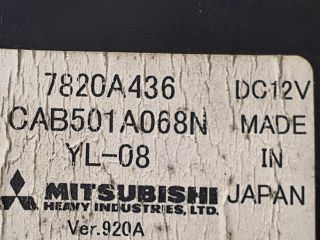 7820A436 DC12V
CAB501A068N MADE
YL-08 IN
MITSUBISHI JAPAN
HEAVY INDUSTRIES, LTD.
Ver.920A